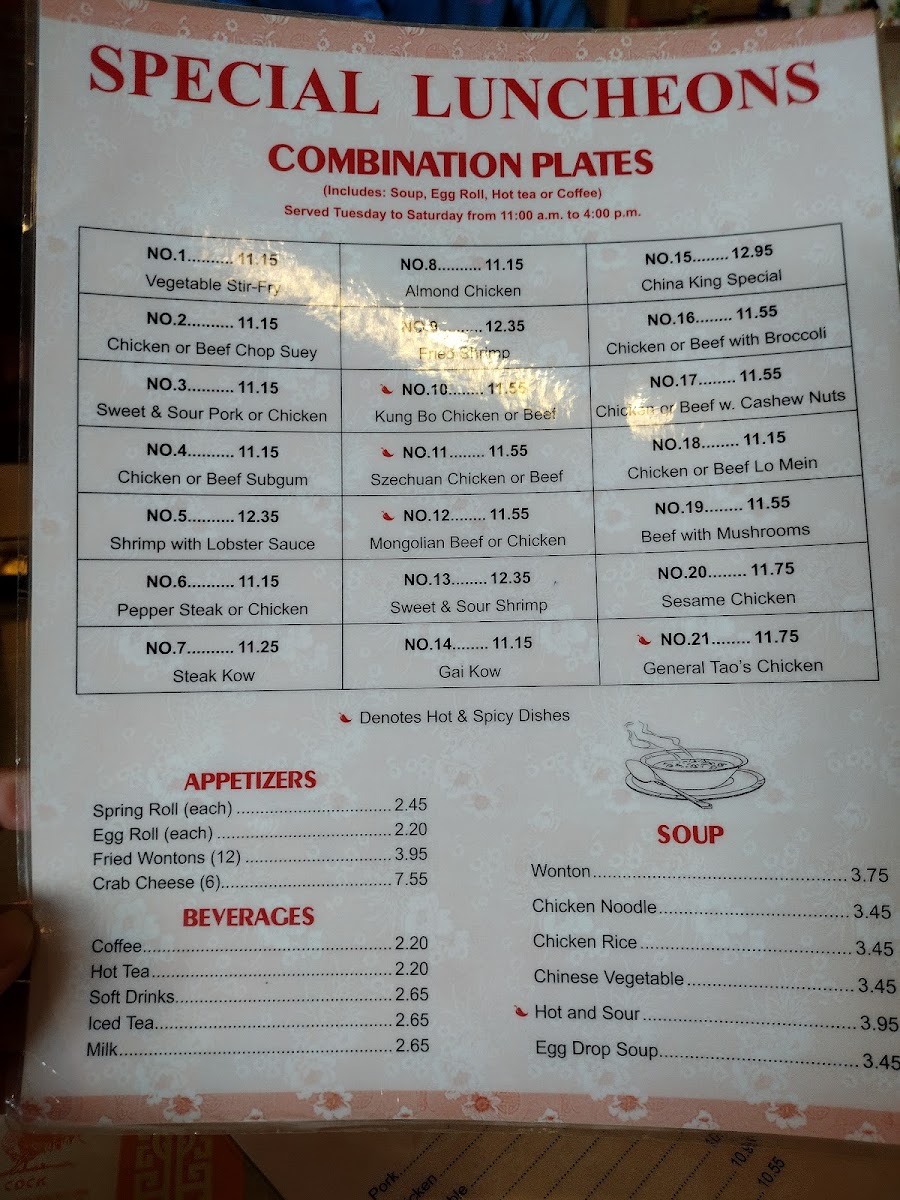 SPECIAL LUNCHEONS
COMBINATION PLATES
(Includes: Soup, Egg Roll, Hot tea or Coffee)
Served Tuesday to Saturday from 11:00 a.m. to 4:00 p.m.
NO.1.......... 11.15
Vegetable Stir-Fry
NO.2.......... 11.15
Chicken or Beef Chop Suey
NO.3.......... 11.15
Sweet & Sour Pork or Chicken
NO.4.......... 11.15
Chicken or Beef Subgum
NO.5.......... 12.35
Shrimp with Lobster Sauce
NO.6.......... 11.15
Pepper Steak or Chicken
NO.7.......... 11.25
Steak Kow
NO.8.......... 11.15
Almond Chicken
NO.9.......... 12.35
Fried Shrimp
NO.10........ 11.55
Kung Bo Chicken or Beef
NO.11........ 11.55
Szechuan Chicken or Beef
NO.12........ 11.55
Mongolian Beef or Chicken
NO.13........ 12.35
Sweet & Sour Shrimp
NO.14........ 11.15
Gai Kow
NO.15........ 12.95
China King Special
NO.16........ 11.55
Chicken or Beef with Broccoli
NO.17........ 11.55
Chicken or Beef w. Cashew Nuts
NO.18........ 11.15
Chicken or Beef Lo Mein
NO.19........ 11.55
Beef with Mushrooms
NO.20........ 11.75
Sesame Chicken
NO.21........ 11.75
General Tao's Chicken
Denotes Hot & Spicy Dishes
APPETIZERS
Spring Roll (each) ................ 2.45
Egg Roll (each) ................ 2.20
Fried Wontons (12) ................ 3.95
Crab Cheese (6)................ 7.55
BEVERAGES
Coffee................ 2.20
Hot Tea................ 2.20
Soft Drinks................ 2.65
Iced Tea................ 2.65
Milk................ 2.65
SOUP
Wonton................ 3.75
Chicken Noodle................ 3.45
Chicken Rice................ 3.45
Chinese Vegetable................ 3.45
Hot and Sour................ 3.95
Egg Drop Soup................ 3.45
COCK
Pork
10.55